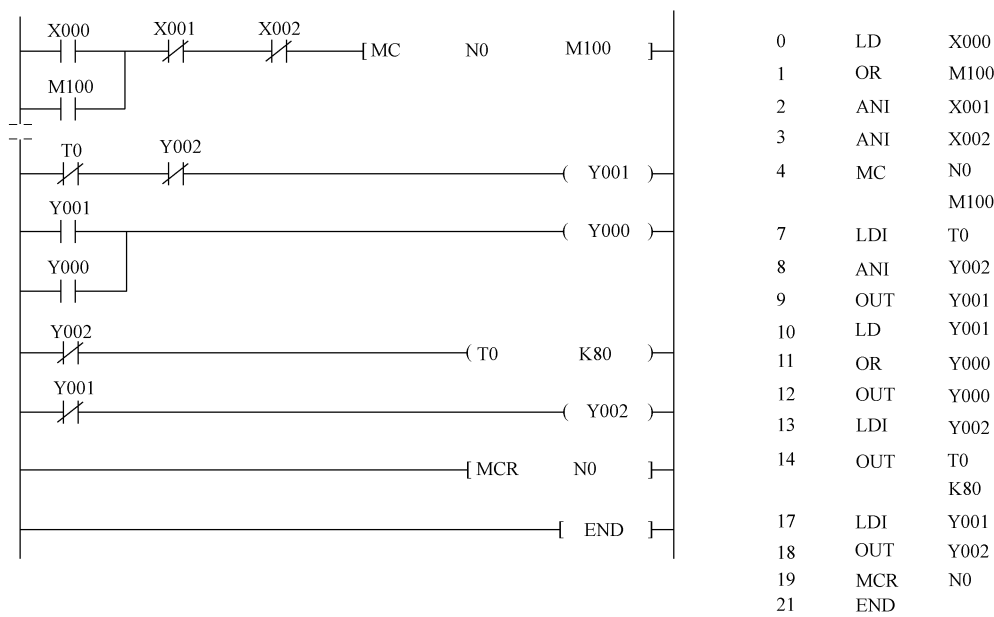 X000 X001 X002
[ MC N0 M100 ]
M100
T0 Y002
( Y001 )
Y001
( Y000 )
Y000
Y002
( T0 K80 )
Y001
( Y002 )
[ MCR N0 ]
[ END ]
0 LD X000
1 OR M100
2 ANI X001
3 ANI X002
4 MC N0
M100
7 LDI T0
8 ANI Y002
9 OUT Y001
10 LD Y001
11 OR Y000
12 OUT Y000
13 LDI Y002
14 OUT T0
K80
17 LDI Y001
18 OUT Y002
19 MCR N0
21 END